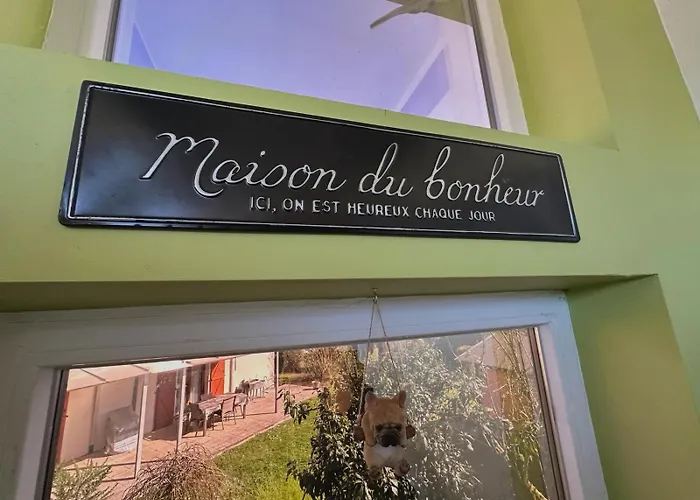 Maison du bonheur
ICI, ON EST HEUREUX CHAQUE JOUR